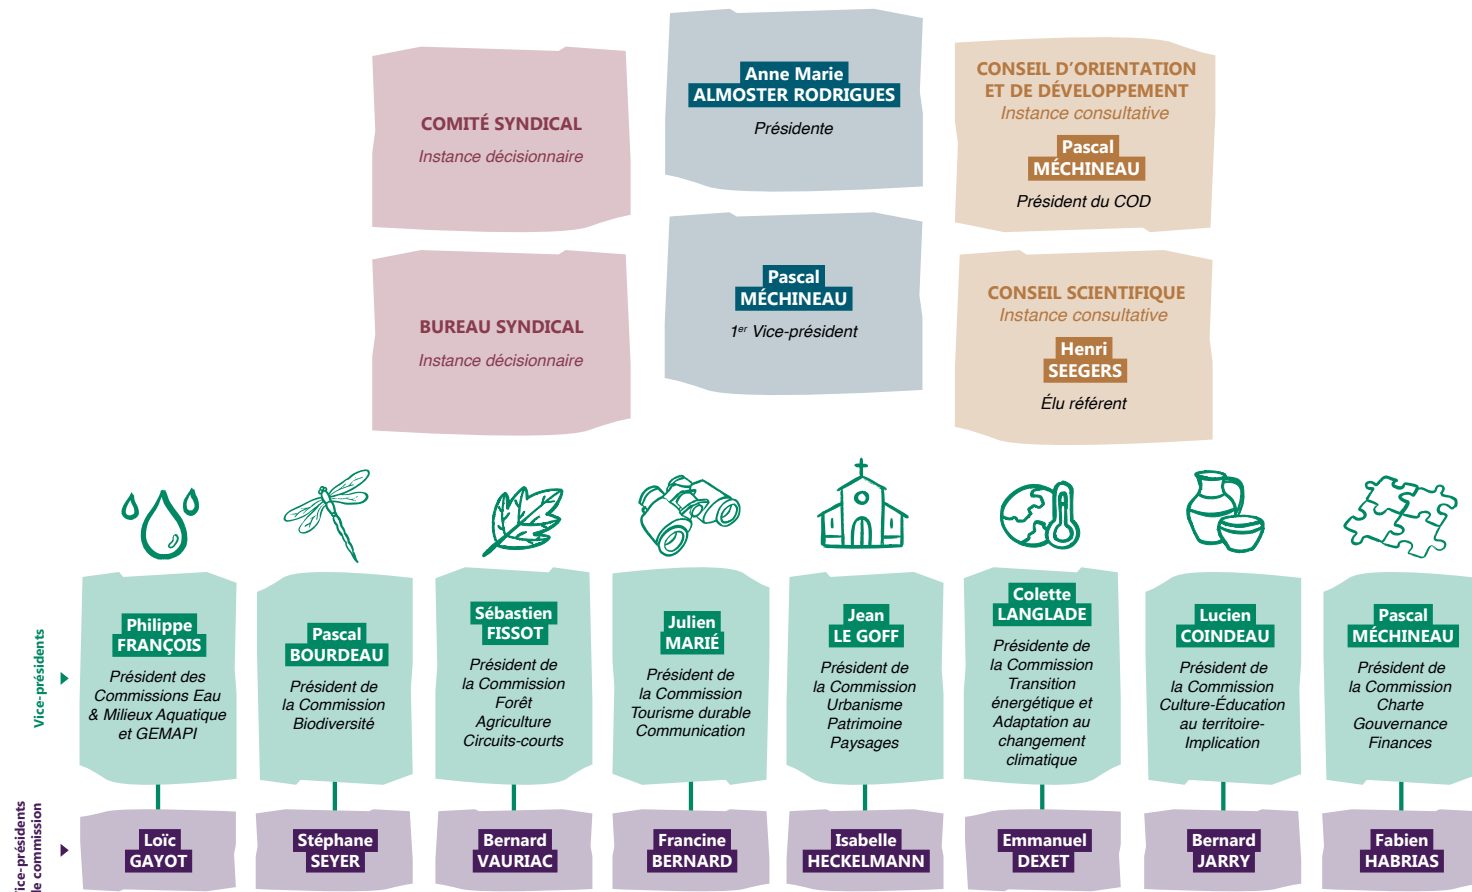 COMITÉ SYNDICAL
Instance décisionnaire
Anne Marie
ALMOSTER RODRIGUES
Présidente
CONSEIL D'ORIENTATION
ET DE DÉVELOPPEMENT
Instance consultative
Pascal
MÉCHINEAU
Président du COD
BUREAU SYNDICAL
Instance décisionnaire
Pascal
MÉCHINEAU
1er Vice-président
CONSEIL SCIENTIFIQUE
Instance consultative
Henri
SEEGERS
Élu référent
Vice-présidents
Philippe
FRANÇOIS
Président des
Commissions Eau
& Milieux Aquatique
et GEMAPI
Pascal
BOURDEAU
Président de
la Commission
Biodiversité
Sébastien
FISSOT
Président de
la Commission
Forêt
Agriculture
Circuits-courts
Julien
MARIÉ
Président de
la Commission
Tourisme durable
Communication
Jean
LE GOFF
Président de
la Commission
Urbanisme
Patrimoine
Paysages
Colette
LANGLADE
Présidente de
la Commission
Transition
énergétique et
Adaptation au
changement
climatique
Lucien
COINDEAU
Président de
la Commission
Culture-Éducation
au territoire-
Implication
Pascal
MÉCHINEAU
Président de
la Commission
Charte
Gouvernance
Finances
Vice-présidents
de commission
Loïc
GAYOT
Stéphane
SEYER
Bernard
VAURIAC
Francine
BERNARD
Isabelle
HECKELMANN
Emmanuel
DEXET
Bernard
JARRY
Fabien
HABRIAS